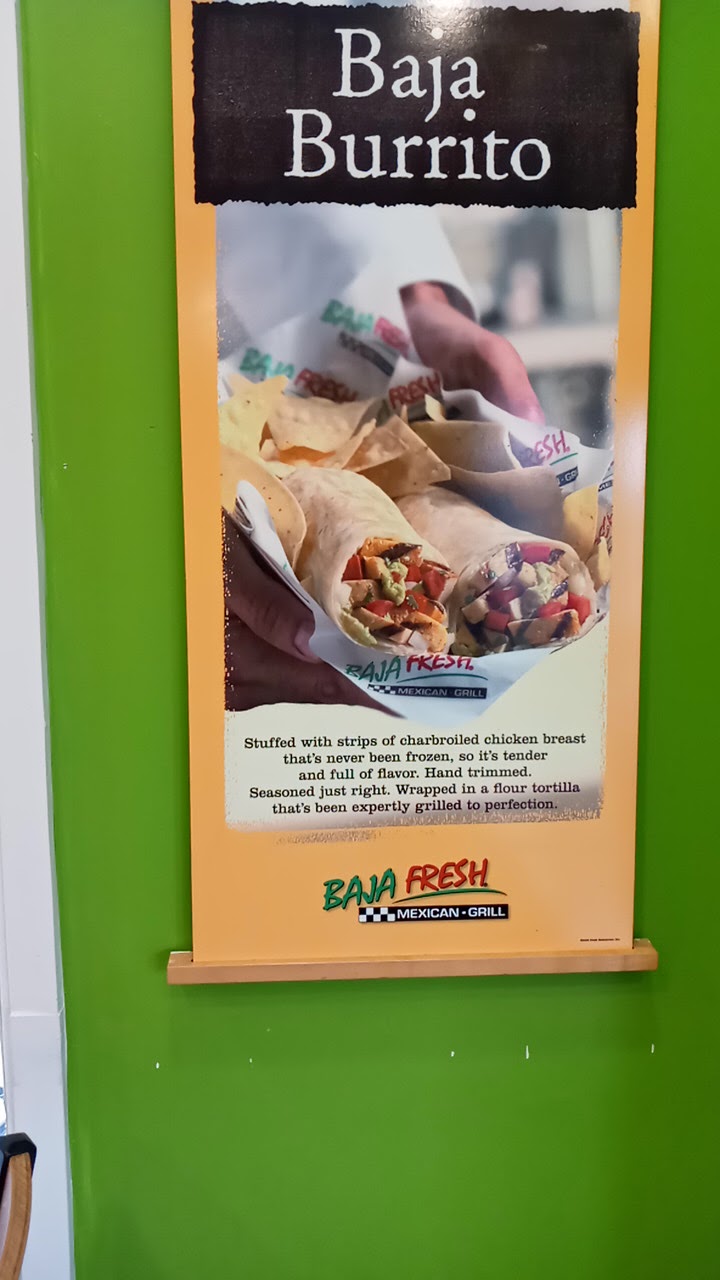 Baja
Burrito
BAJA FRESH
BAJA FRESH
FRESH
FRESH.
BAJA FRESH.
MEXICAN · GRILL
Stuffed with strips of charbroiled chicken breast
that's never been frozen, so it's tender
and full of flavor. Hand trimmed.
Seasoned just right. Wrapped in a flour tortilla
that's been expertly grilled to perfection.
BAJA FRESH.
MEXICAN · GRILL